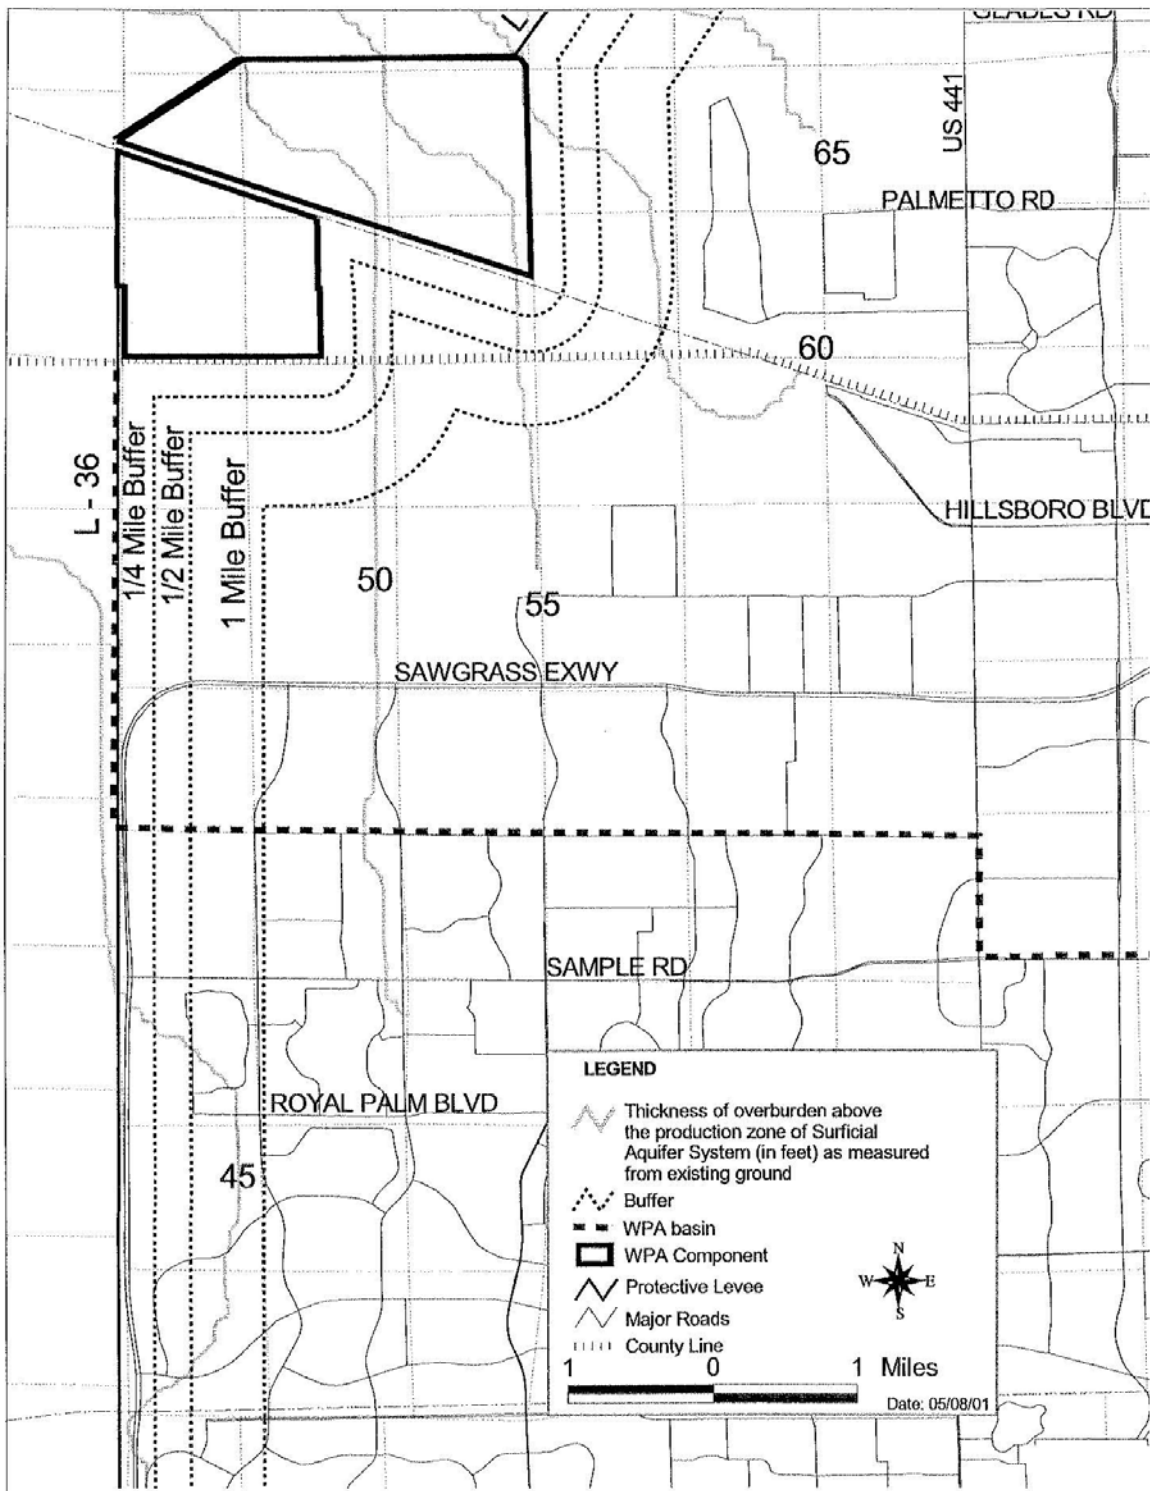 GLADES RD
L
US 441
65
PALMETTO RD
60
L - 36
1/4 Mile Buffer
1/2 Mile Buffer
1 Mile Buffer
HILLSBORO BLVD
50
55
SAWGRASS EXWY
SAMPLE RD
ROYAL PALM BLVD
45
LEGEND
Thickness of overburden above
the production zone of Surficial
Aquifer System (in feet) as measured
from existing ground
Buffer
WPA basin
WPA Component
Protective Levee
Major Roads
County Line
N
W E
S
1 0 1 Miles
Date: 05/08/01